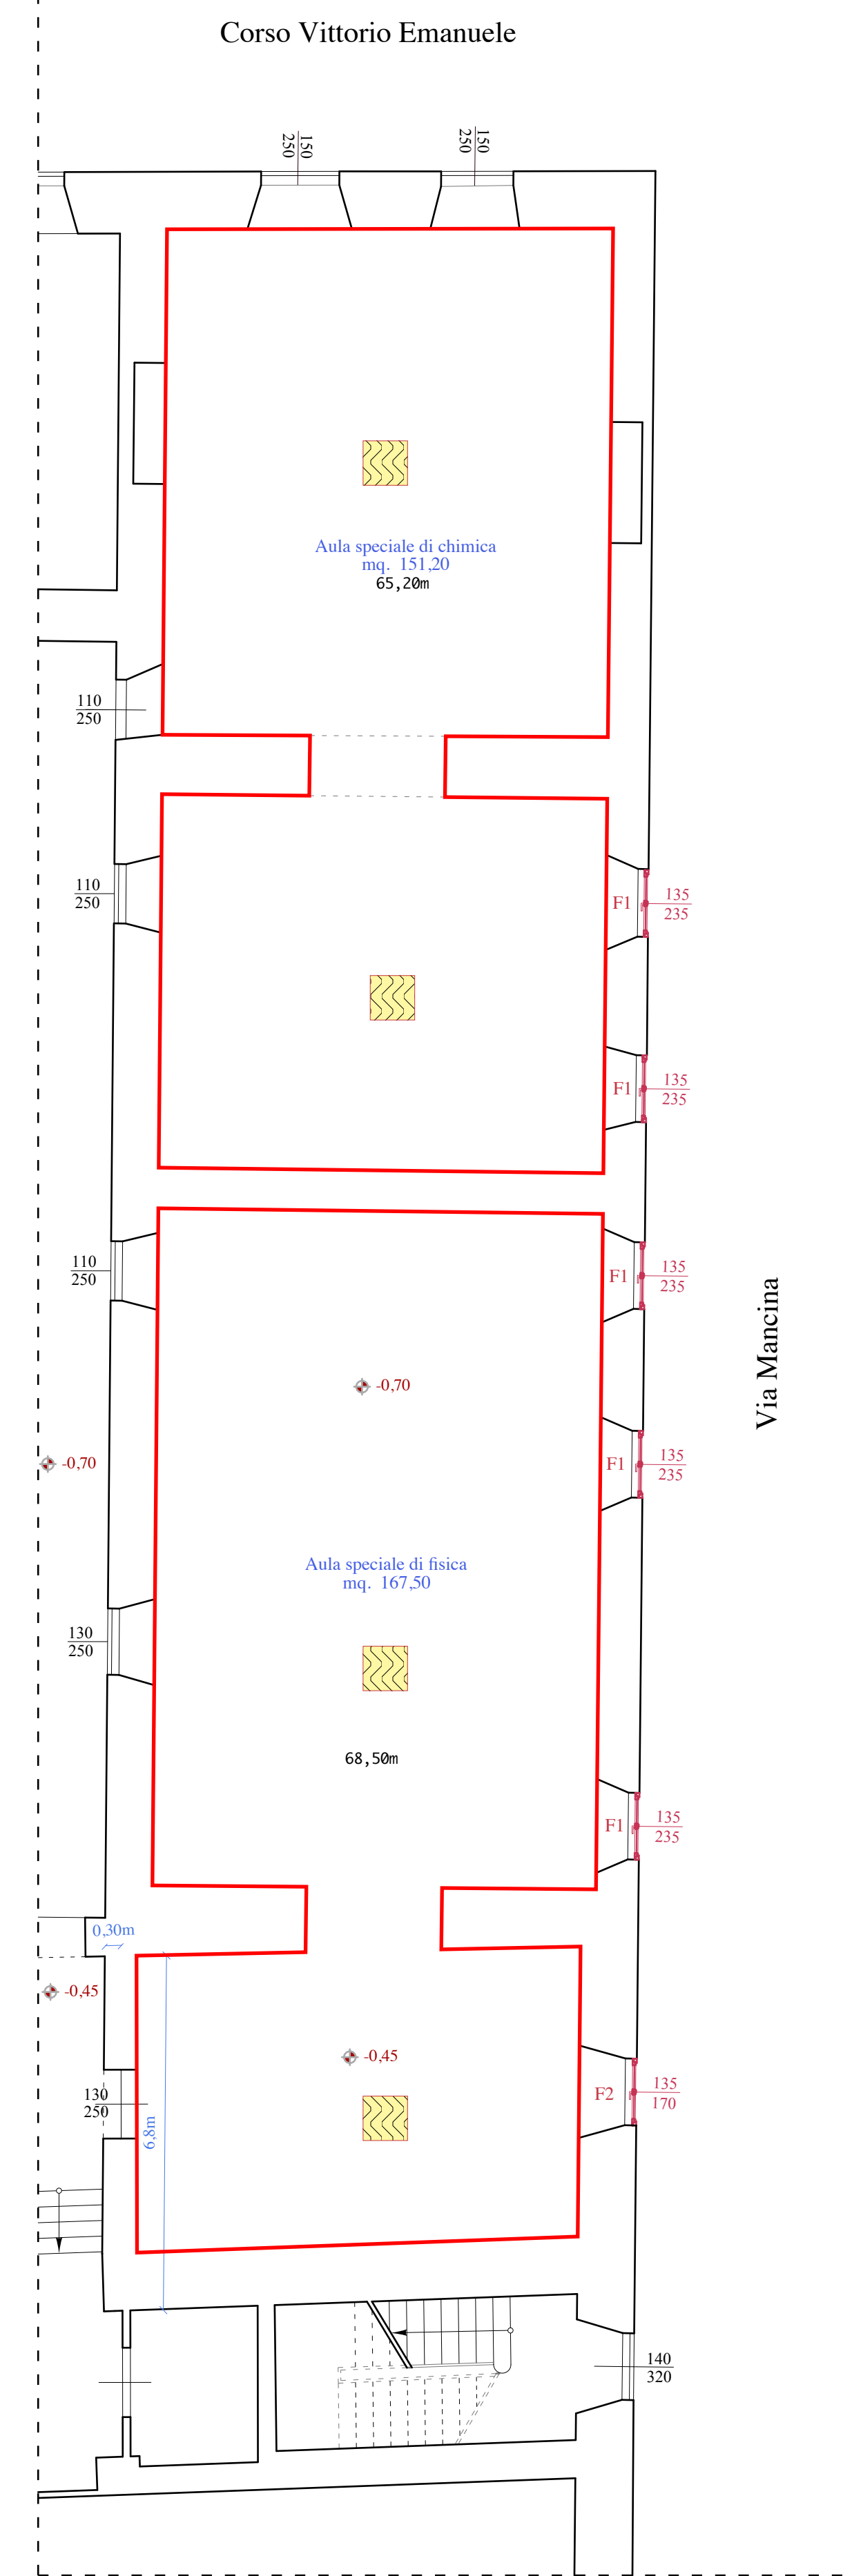 Corso Vittorio Emanuele
150
250
150
250
Aula speciale di chimica
mq. 151,20
65,20m
110
250
110
250
F1
135
235
F1
135
235
110
250
F1
135
235
-0,70
Via Mancina
-0,70
F1
135
235
Aula speciale di fisica
mq. 167,50
130
250
68,50m
F1
135
235
0,30m
-0,45
-0,45
130
250
6,8m
F2
135
170
140
320